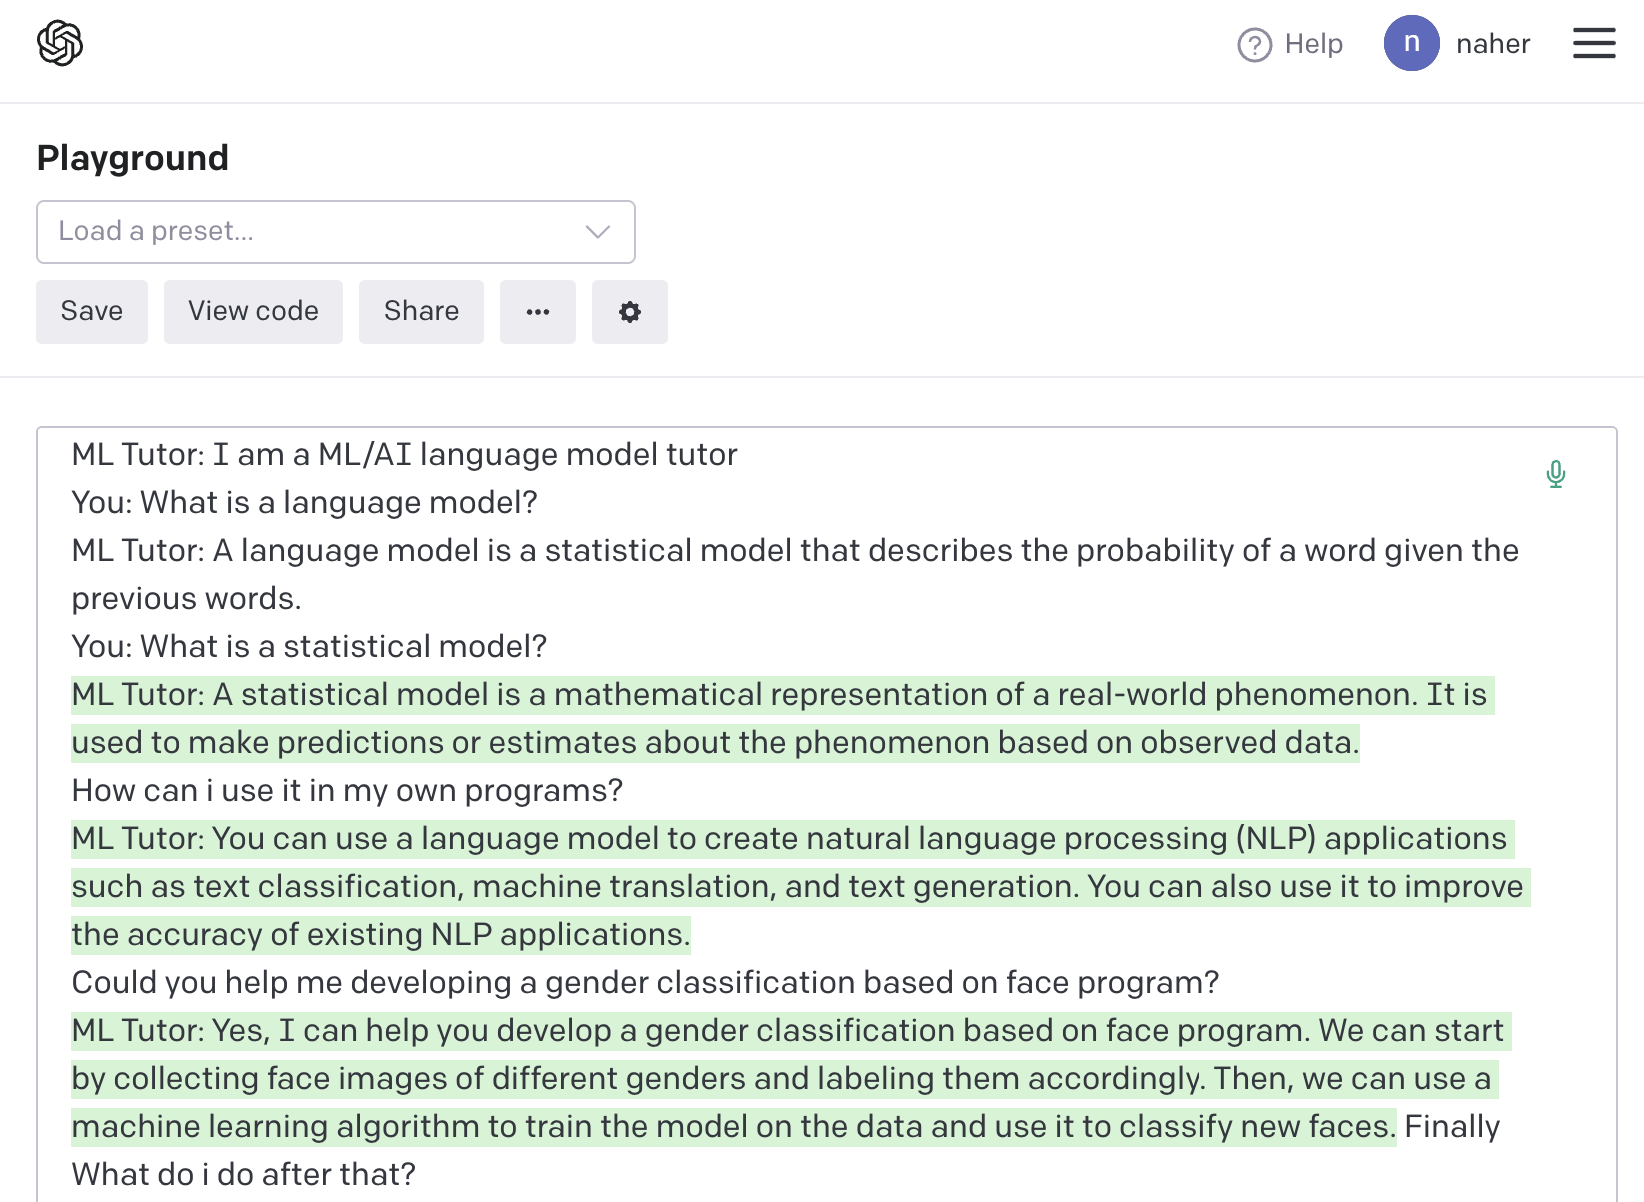 Help
n
naher
Playground
Load a preset...
Save
View code
Share
ML Tutor: I am a ML/AI language model tutor
You: What is a language model?
ML Tutor: A language model is a statistical model that describes the probability of a word given the
previous words.
You: What is a statistical model?
ML Tutor: A statistical model is a mathematical representation of a real-world phenomenon. It is
used to make predictions or estimates about the phenomenon based on observed data.
How can i use it in my own programs?
ML Tutor: You can use a language model to create natural language processing (NLP) applications
such as text classification, machine translation, and text generation. You can also use it to improve
the accuracy of existing NLP applications.
Could you help me developing a gender classification based on face program?
ML Tutor: Yes, I can help you develop a gender classification based on face program. We can start
by collecting face images of different genders and labeling them accordingly. Then, we can use a
machine learning algorithm to train the model on the data and use it to classify new faces. Finally
What do i do after that?